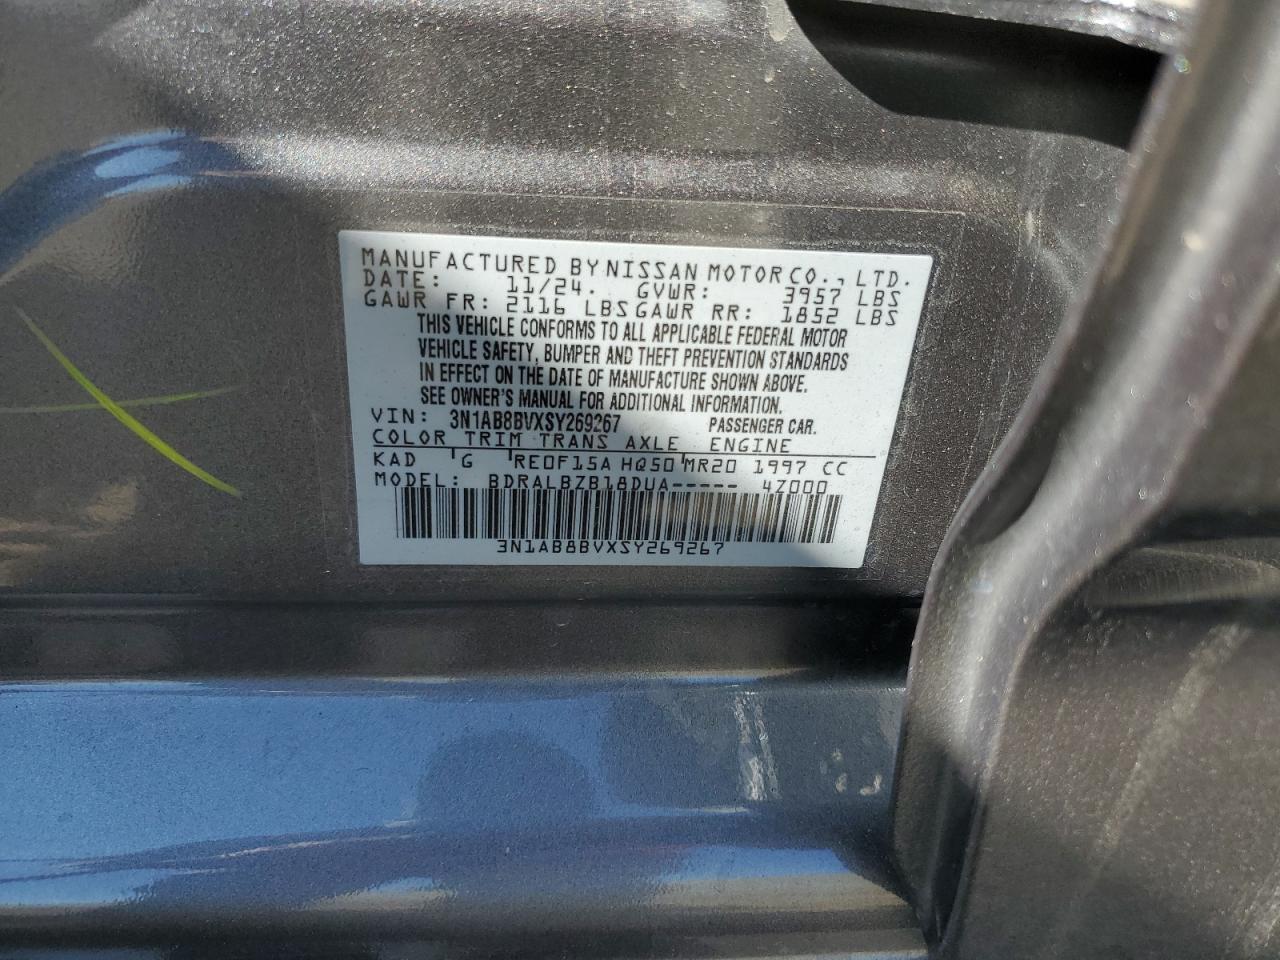 MANUFACTURED BY NISSAN MOTOR CO., LTD.
DATE: 11/24. GVWR: 3957 LBS
GAWR FR: 2116 LBS GAWR RR: 1852 LBS
THIS VEHICLE CONFORMS TO ALL APPLICABLE FEDERAL MOTOR
VEHICLE SAFETY, BUMPER AND THEFT PREVENTION STANDARDS
IN EFFECT ON THE DATE OF MANUFACTURE SHOWN ABOVE.
SEE OWNER'S MANUAL FOR ADDITIONAL INFORMATION.
VIN: 3N1AB8BVXSY269267 PASSENGER CAR.
COLOR TRIM TRANS AXLE ENGINE
KAD G RE0F15A HQ50 MR20 1997 CC
MODEL: BDRALBZB18DUA----- 4Z000
3N1AB8BVXSY269267